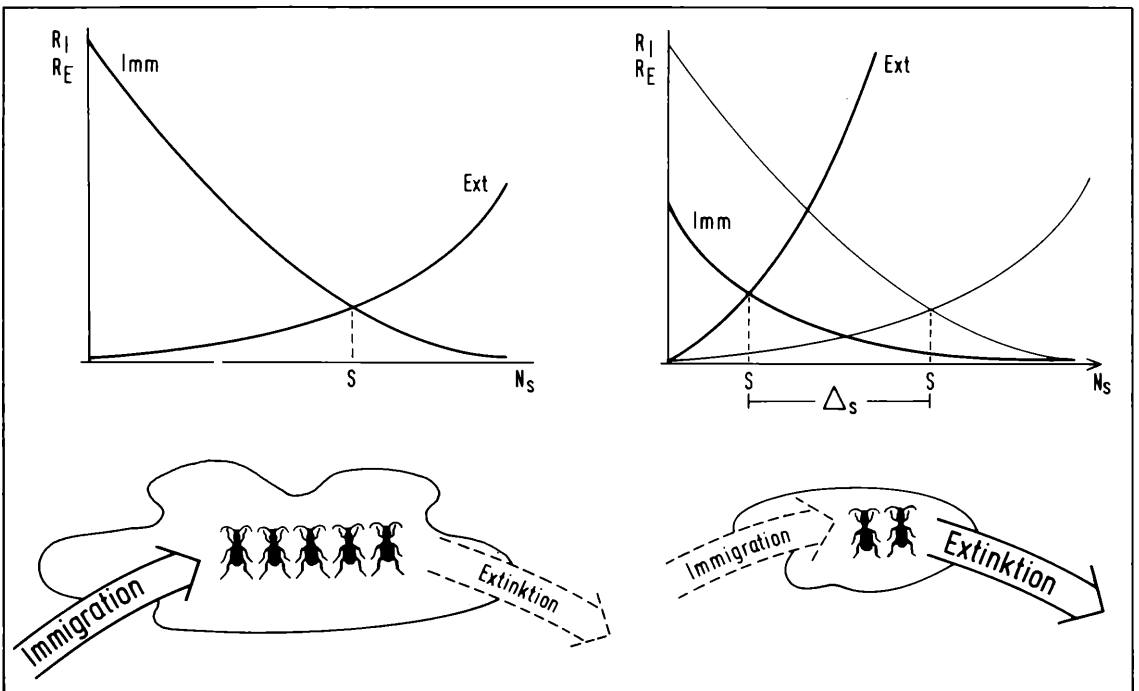 R_I
R_E
Imm
Ext
S
N_S
R_I
R_E
Ext
Imm
S
S
N_S
Δ_S
Immigration
Extinktion
Immigration
Extinktion